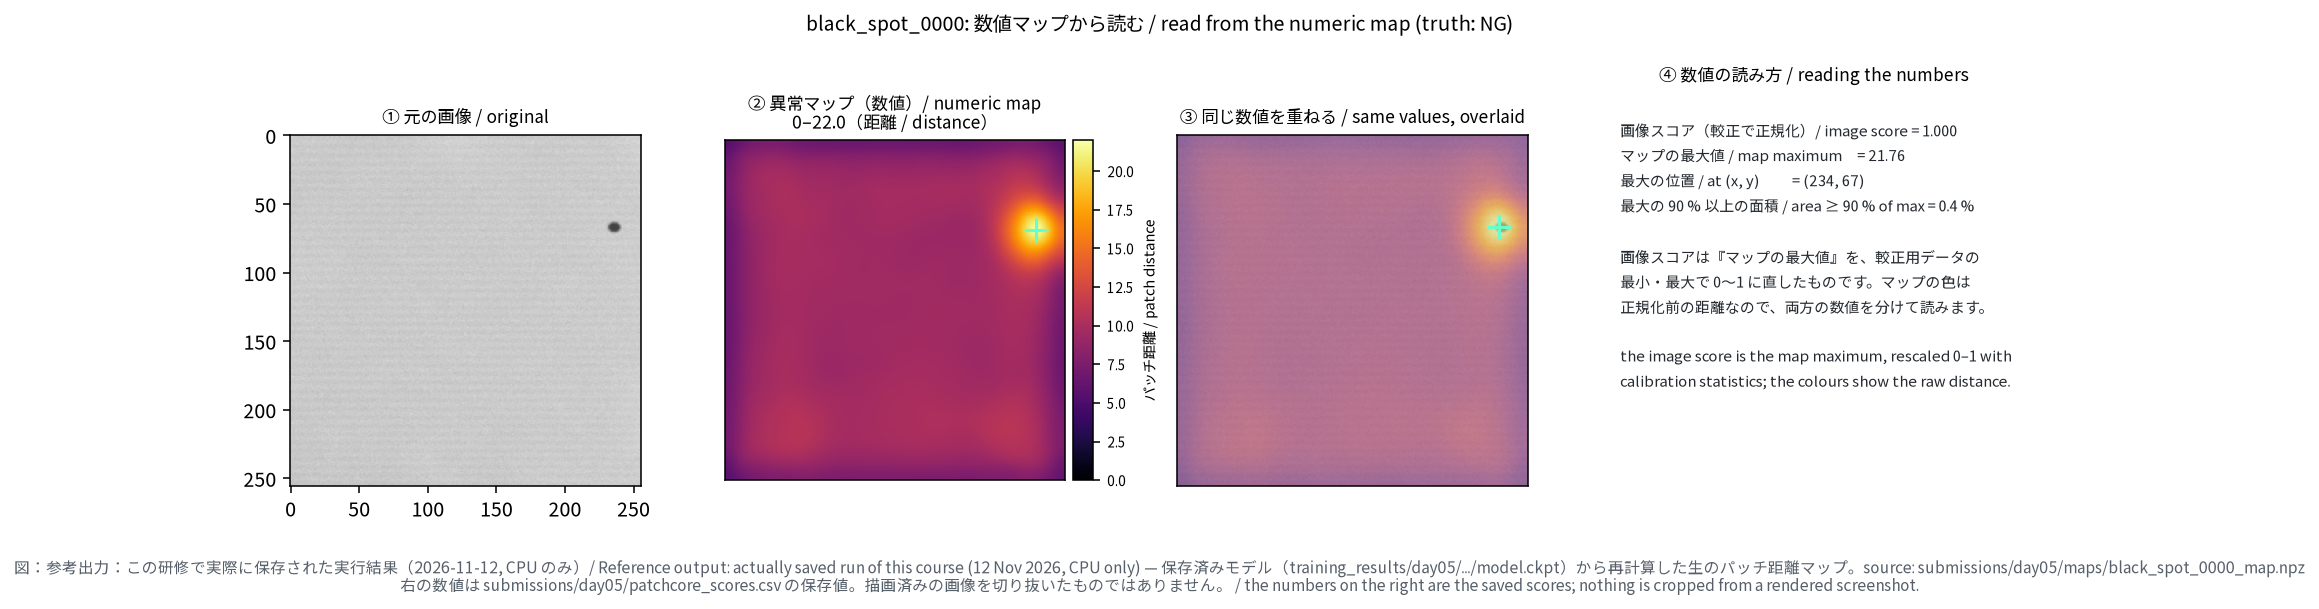 black_spot_0000: 数値マップから読む / read from the numeric map (truth: NG)
① 元の画像 / original
0
50
100
150
200
250
0 50 100 150 200 250
② 異常マップ（数値）/ numeric map
0–22.0（距離 / distance）
20.0
17.5
15.0
12.5
10.0
7.5
5.0
2.5
0.0
パッチ距離 / patch distance
③ 同じ数値を重ねる / same values, overlaid
④ 数値の読み方 / reading the numbers
画像スコア（較正で正規化）/ image score = 1.000
マップの最大値 / map maximum = 21.76
最大の位置 / at (x, y) = (234, 67)
最大の 90 % 以上の面積 / area ≥ 90 % of max = 0.4 %
画像スコアは『マップの最大値』を、較正用データの
最小・最大で 0〜1 に直したものです。マップの色は
正規化前の距離なので、両方の数値を分けて読みます。
the image score is the map maximum, rescaled 0–1 with
calibration statistics; the colours show the raw distance.
図：参考出力：この研修で実際に保存された実行結果（2026-11-12, CPU のみ）/ Reference output: actually saved run of this course (12 Nov 2026, CPU only) — 保存済みモデル（training_results/day05/.../model.ckpt）から再計算した生のパッチ距離マップ。source: submissions/day05/maps/black_spot_0000_map.npz
右の数値は submissions/day05/patchcore_scores.csv の保存値。描画済みの画像を切り抜いたものではありません。 / the numbers on the right are the saved scores; nothing is cropped from a rendered screenshot.